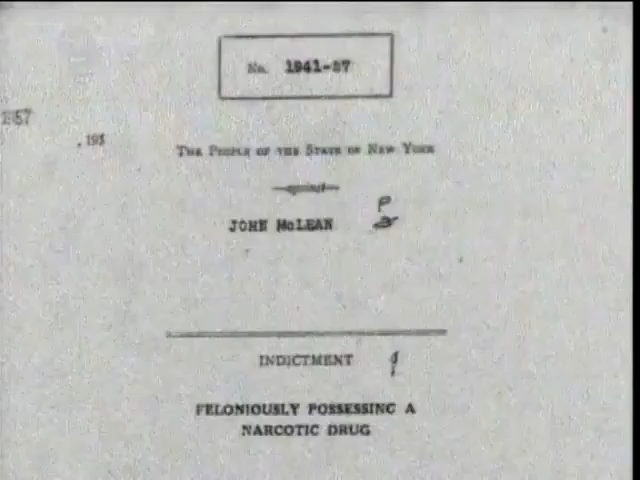 No. 1941-57
1957
, 195
THE PEOPLE OF THE STATE OF NEW YORK
against
JOHN McLEAN
P
INDICTMENT
FELONIOUSLY POSSESSING A
NARCOTIC DRUG